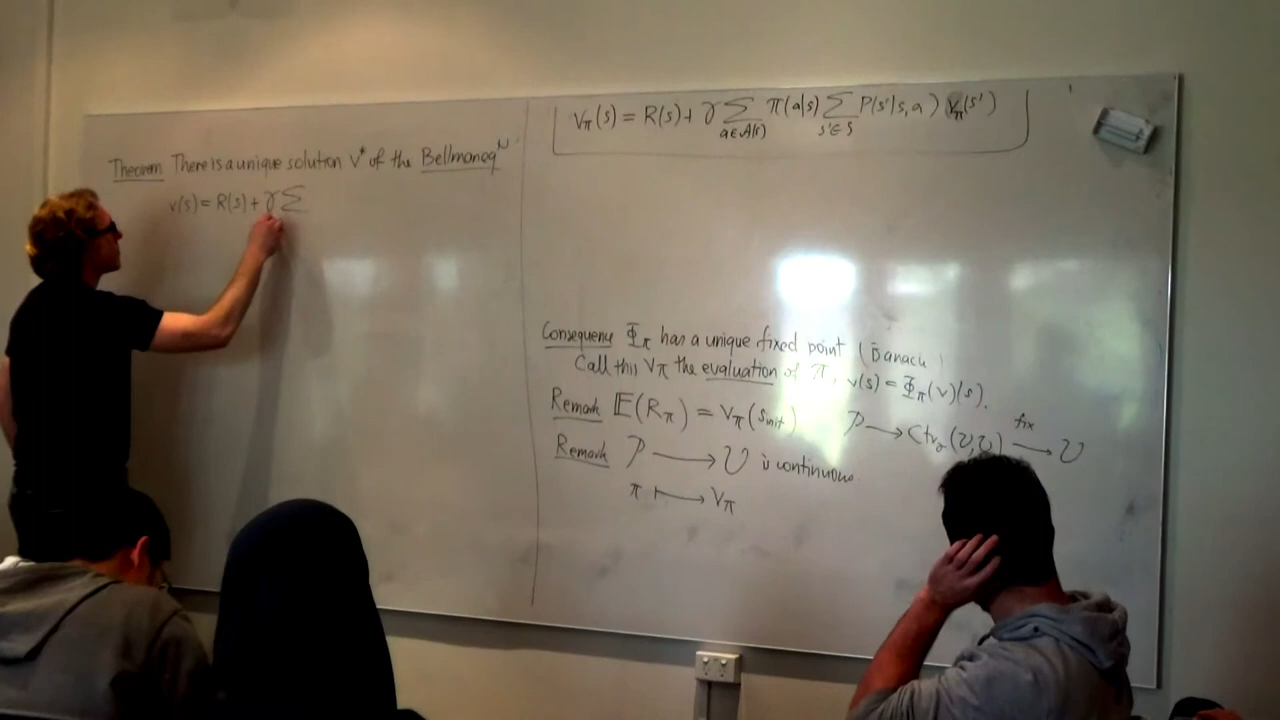 Theorem There is a unique solution v* of the Bellman eqN
v(s) = R(s) + γ Σ
Vπ(s) = R(s) + γ Σ π(a|s) Σ P(s'|s,a) Vπ(s')
a∈A(s) s'∈S
Consequence Φπ has a unique fixed point (Banach)
Call this Vπ the evaluation of π, v(s) = Φπ(v)(s).
Remark 𝔼(Rπ) = Vπ(Sinit)
P → Ctrγ(V,V) fix → V
Remark P → V is continuous.
π ↦ Vπ